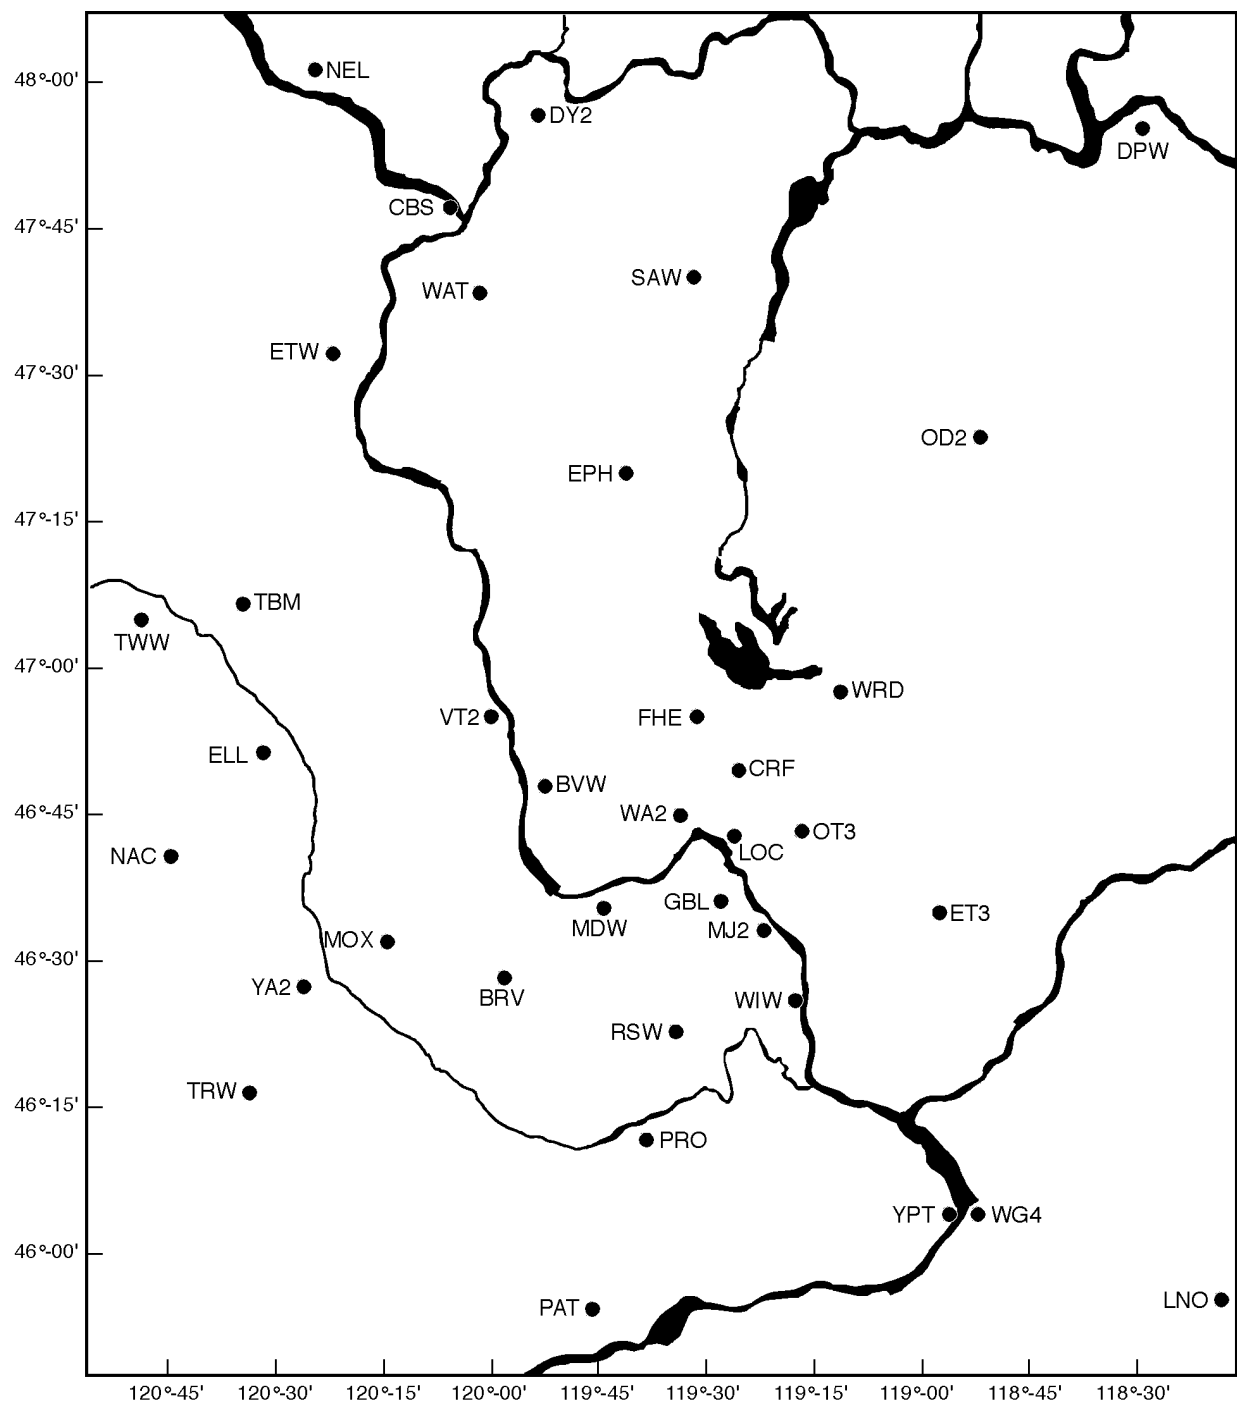 48°-00'
NEL
DY2
DPW
CBS
47°-45'
SAW
WAT
ETW
47°-30'
OD2
EPH
47°-15'
TBM
TWW
47°-00'
WRD
VT2
FHE
ELL
CRF
BVW
46°-45'
WA2
OT3
LOC
NAC
GBL
ET3
MDW
MJ2
MOX
46°-30'
YA2
BRV
WIW
RSW
TRW
46°-15'
PRO
YPT
WG4
46°-00'
PAT
LNO
120°-45' 120°-30' 120°-15' 120°-00' 119°-45' 119°-30' 119°-15' 119°-00' 118°-45' 118°-30'